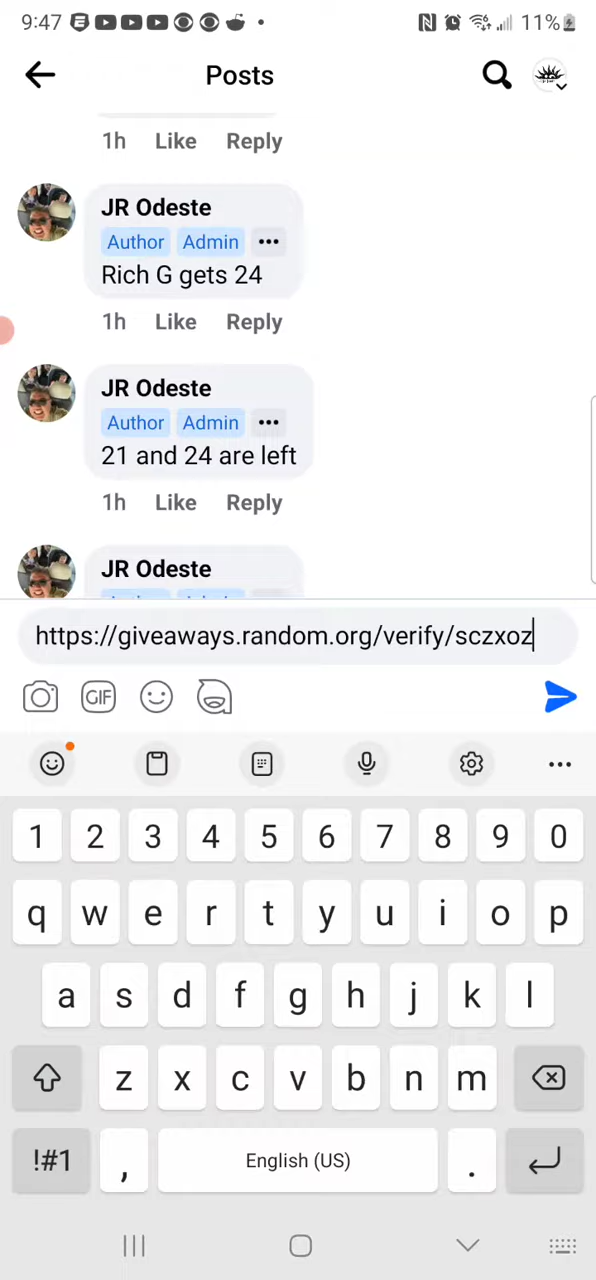 9:47
11%
Posts
1h Like Reply
JR Odeste
Author Admin
Rich G gets 24
1h Like Reply
JR Odeste
Author Admin
21 and 24 are left
1h Like Reply
JR Odeste
https://giveaways.random.org/verify/sczxoz
GIF
1 2 3 4 5 6 7 8 9 0
q w e r t y u i o p
a s d f g h j k l
z x c v b n m
!#1 , English (US) .